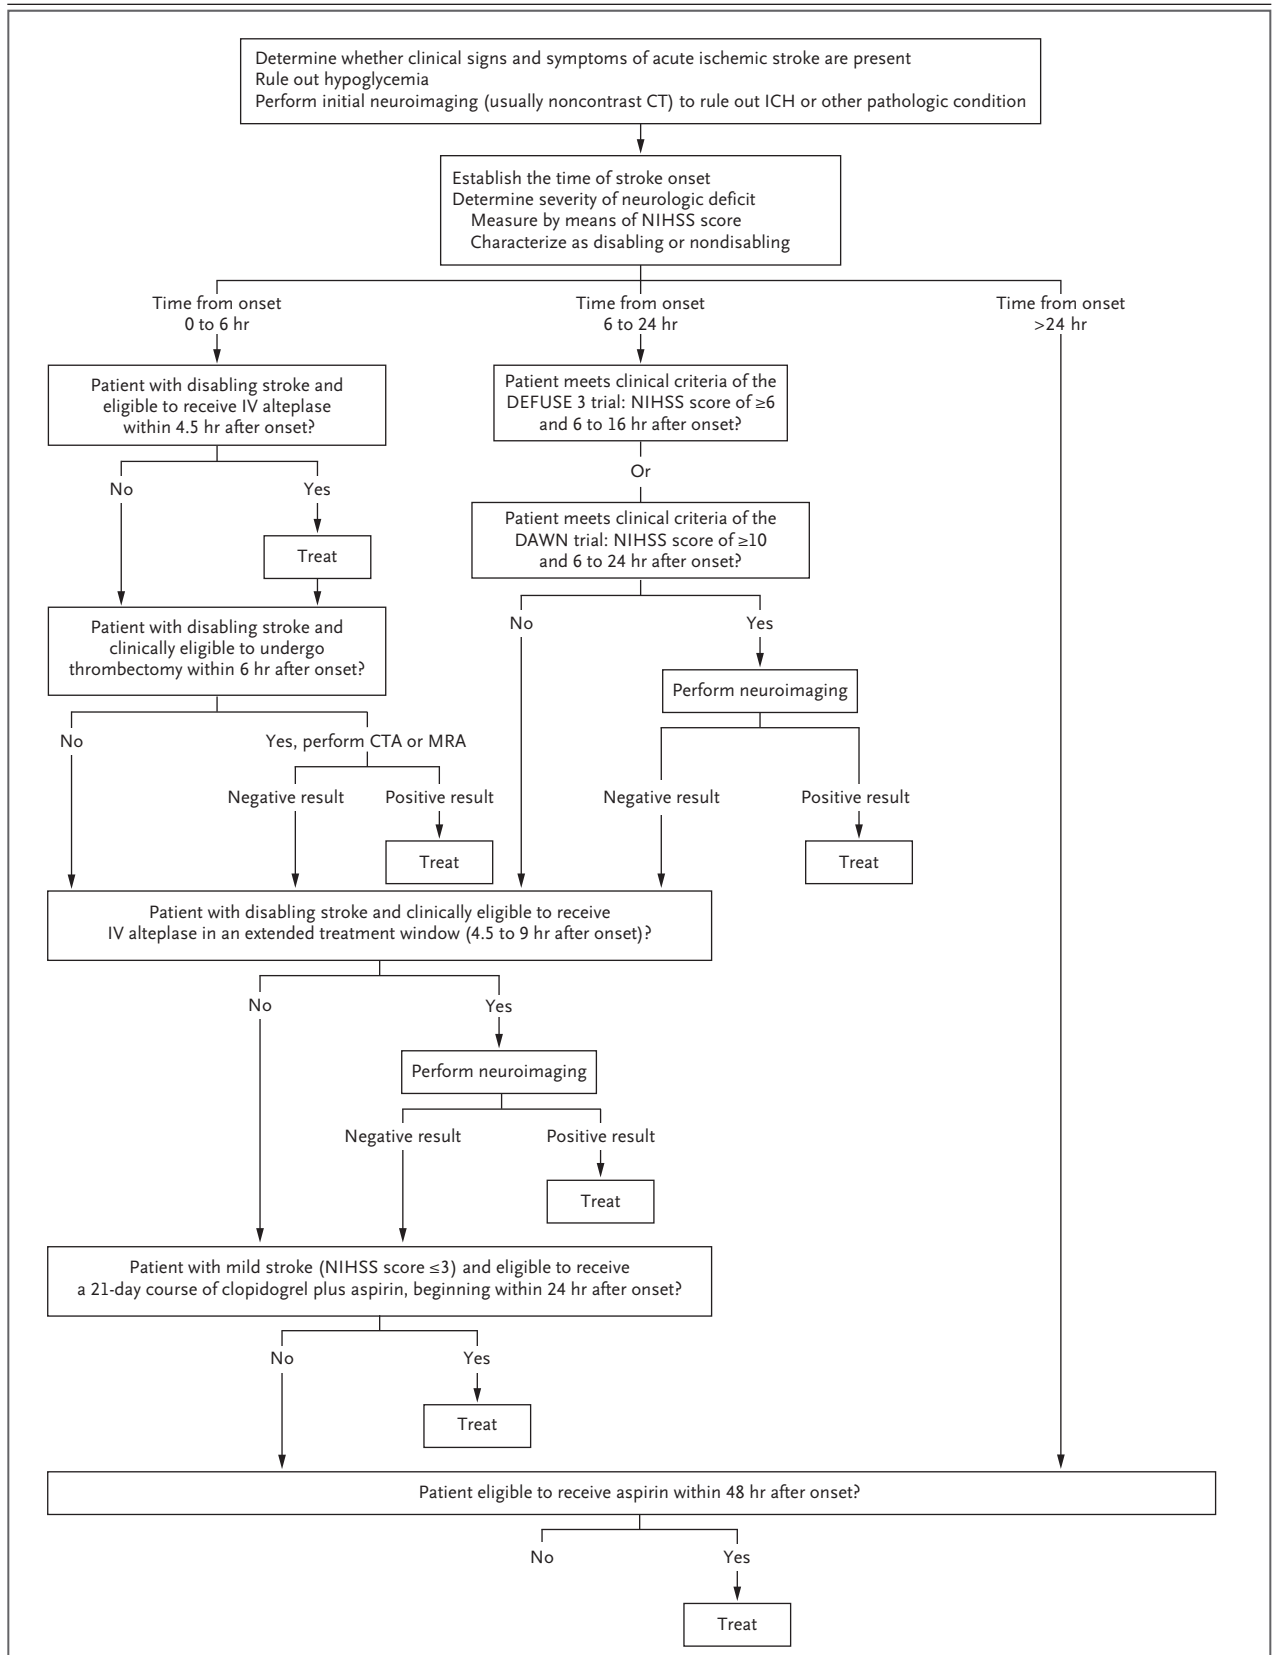 Determine whether clinical signs and symptoms of acute ischemic stroke are present
Rule out hypoglycemia
Perform initial neuroimaging (usually noncontrast CT) to rule out ICH or other pathologic condition
Establish the time of stroke onset
Determine severity of neurologic deficit
Measure by means of NIHSS score
Characterize as disabling or nondisabling
Time from onset
0 to 6 hr
Time from onset
6 to 24 hr
Time from onset
>24 hr
Patient with disabling stroke and
eligible to receive IV alteplase
within 4.5 hr after onset?
Patient meets clinical criteria of the
DEFUSE 3 trial: NIHSS score of ≥6
and 6 to 16 hr after onset?
Or
No
Yes
Patient meets clinical criteria of the
DAWN trial: NIHSS score of ≥10
and 6 to 24 hr after onset?
Treat
Patient with disabling stroke and
clinically eligible to undergo
thrombectomy within 6 hr after onset?
No
Yes
Perform neuroimaging
No
Yes, perform CTA or MRA
Negative result
Positive result
Negative result
Positive result
Treat
Treat
Patient with disabling stroke and clinically eligible to receive
IV alteplase in an extended treatment window (4.5 to 9 hr after onset)?
No
Yes
Perform neuroimaging
Negative result
Positive result
Treat
Patient with mild stroke (NIHSS score ≤3) and eligible to receive
a 21-day course of clopidogrel plus aspirin, beginning within 24 hr after onset?
No
Yes
Treat
Patient eligible to receive aspirin within 48 hr after onset?
No
Yes
Treat